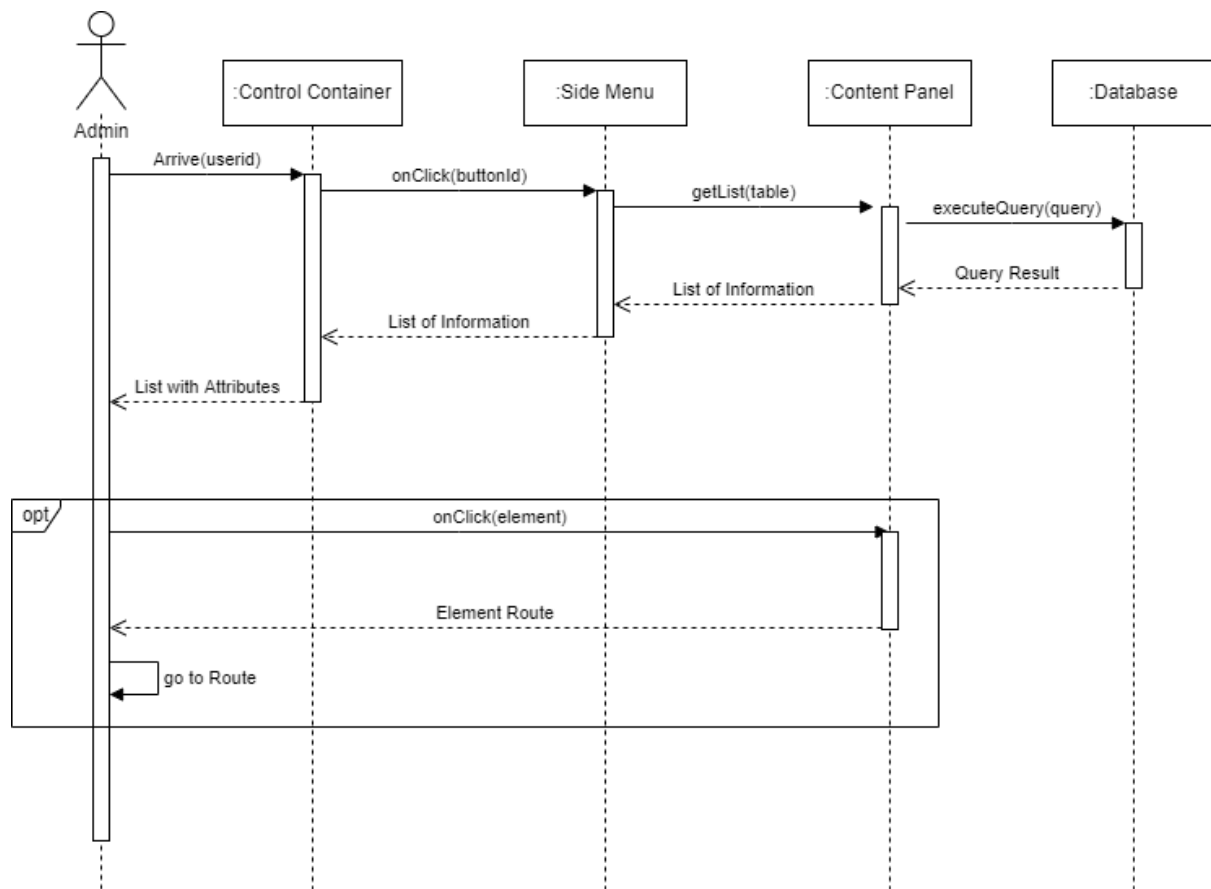 :Control Container
:Side Menu
:Content Panel
:Database
Admin
Arrive(userid)
onClick(buttonId)
getList(table)
executeQuery(query)
Query Result
List of Information
List of Information
List with Attributes
opt
onClick(element)
Element Route
go to Route